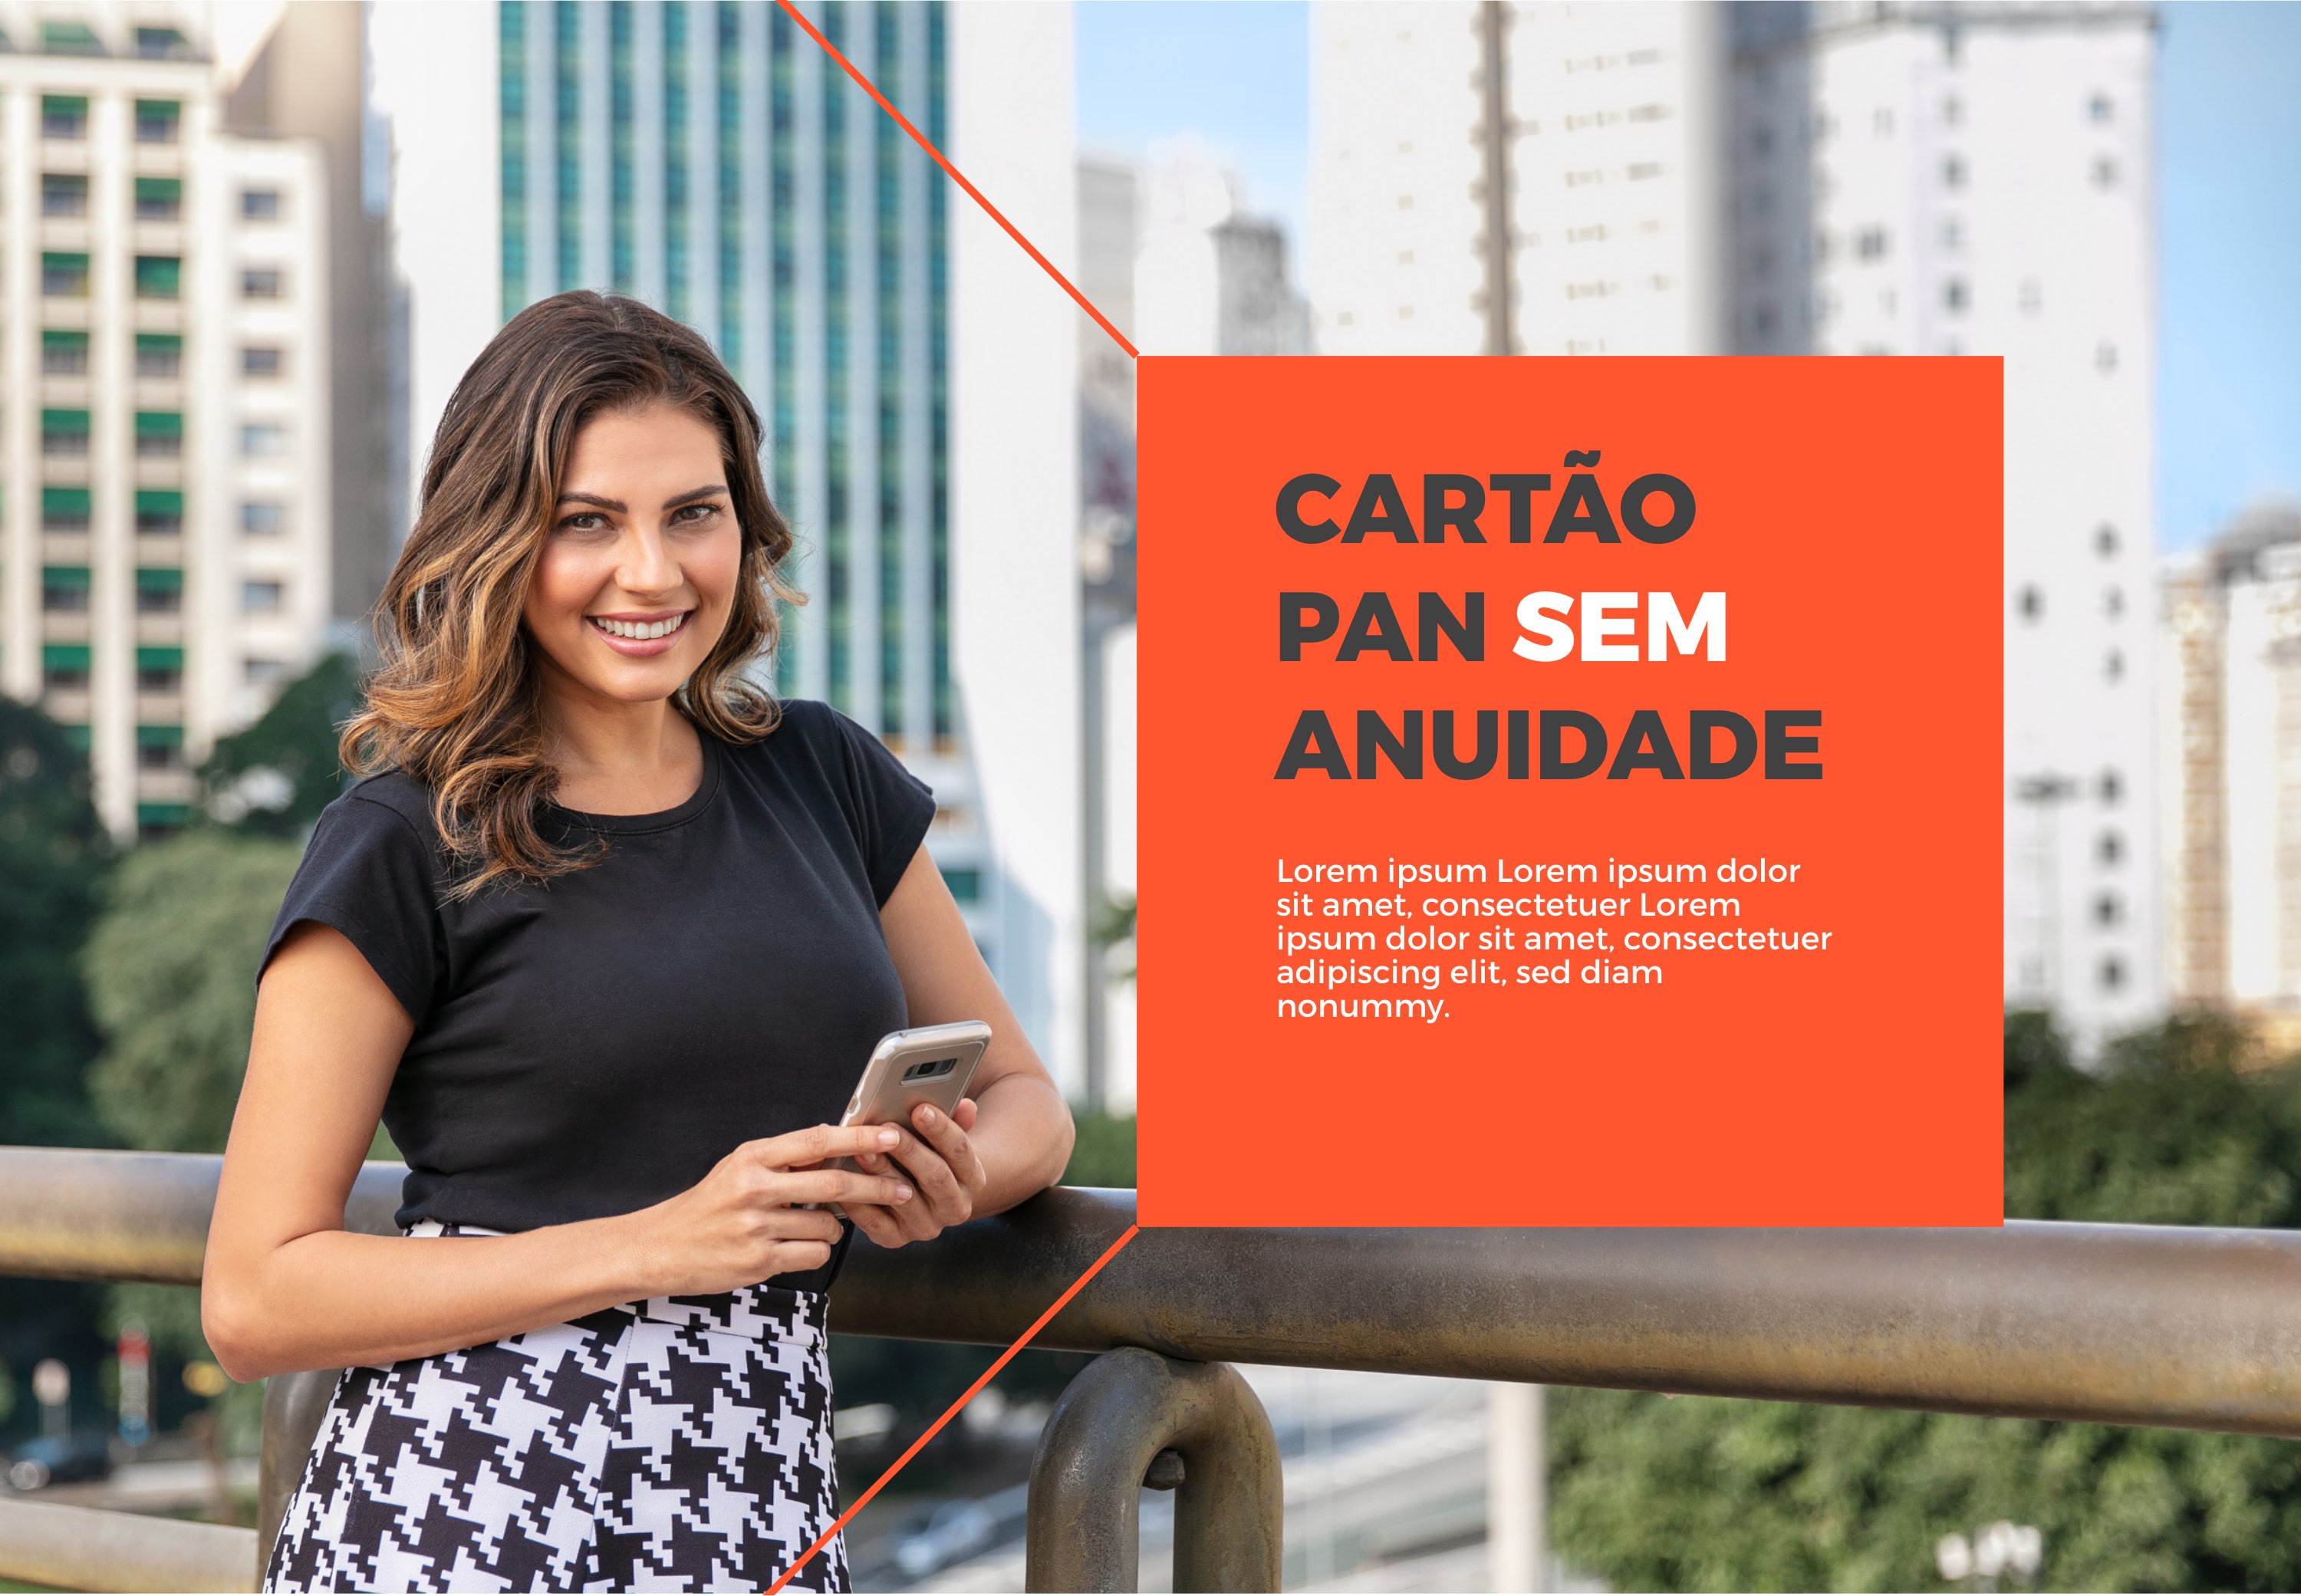 CARTÃO
PAN SEM
ANUIDADE
Lorem ipsum Lorem ipsum dolor
sit amet, consectetuer Lorem
ipsum dolor sit amet, consectetuer
adipiscing elit, sed diam
nonummy.